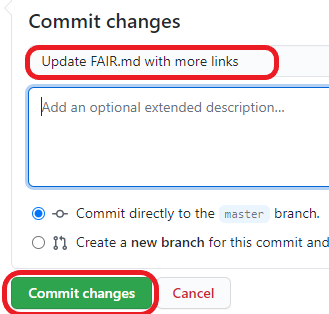 Commit changes
Update FAIR.md with more links
Add an optional extended description...
Commit directly to the master branch.
Create a new branch for this commit and
Commit changes Cancel